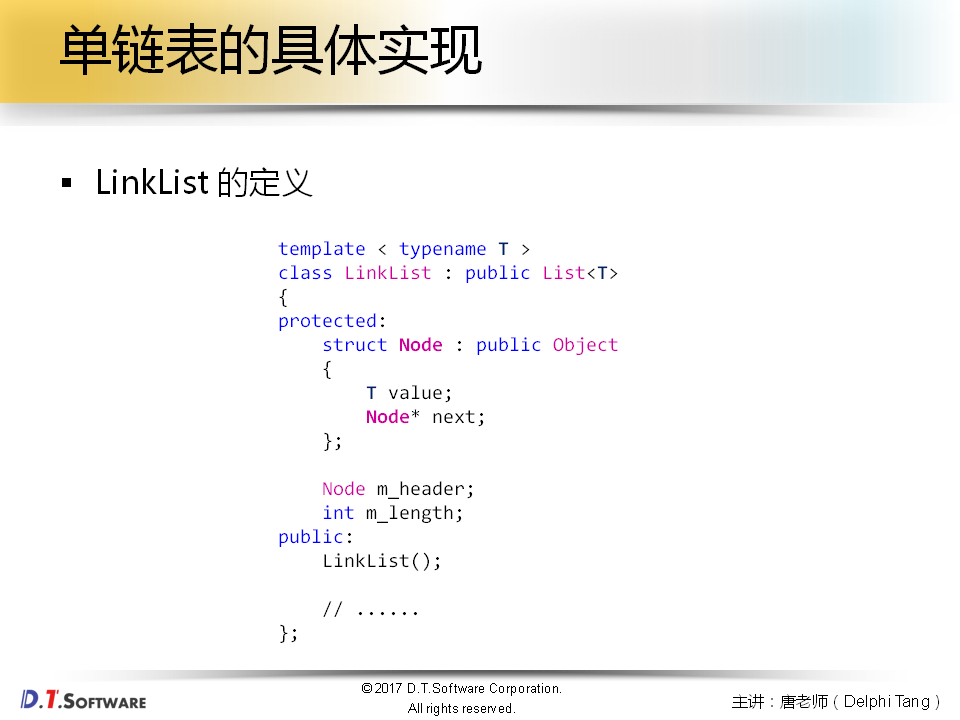 单链表的具体实现
▪ LinkList 的定义
template < typename T >
class LinkList : public List<T>
{
protected:
    struct Node : public Object
    {
        T value;
        Node* next;
    };

    Node m_header;
    int m_length;
public:
    LinkList();

    // ......
};
D.T.SOFTWARE
©2017 D.T.Software Corporation.
All rights reserved.
主讲：唐老师（Delphi Tang）